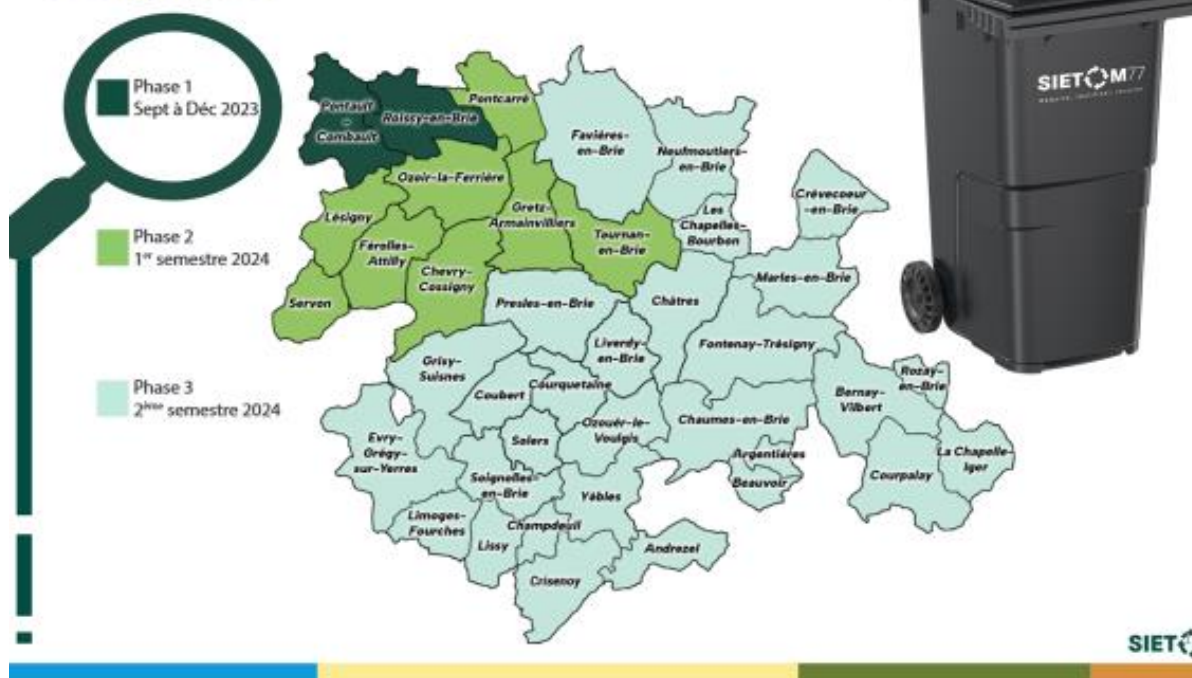 Phase 1
Sept à Déc 2023
Phase 2
1er semestre 2024
Phase 3
2ième semestre 2024
SIETOM77
Pontault
-
Combault
Roissy-en-Brie
Pontcarré
Favières-
en-Brie
Neufmoutiers-
en-Brie
Crèvecoeur
en-Brie
Ozoir-la-Ferrière
Lésigny
Gretz-
Armainvilliers
Les
Chapelles-
Bourbon
Férolles-
Attilly
Tournan-
en-Brie
Chevry-
Cossigny
Marles-en-Brie
Servon
Presles-en-Brie
Châtres
Liverdy-
en-Brie
Fontenay-Trésigny
Grisy-
Suisnes
Coubert
Courquetaine
Bernay-
Vilbert
Rozay-
en-Brie
Ozouër-le-
Voulgis
Chaumes-en-Brie
Evry-
Grégy-
sur-Yerres
Solers
Argentières
La Chapelle-
Iger
Soignolles-
en-Brie
Yèbles
Beauvoir
Courpalay
Limoges-
Fourches
Champdeuil
Lissy
Andrezel
Crisenoy
SIET